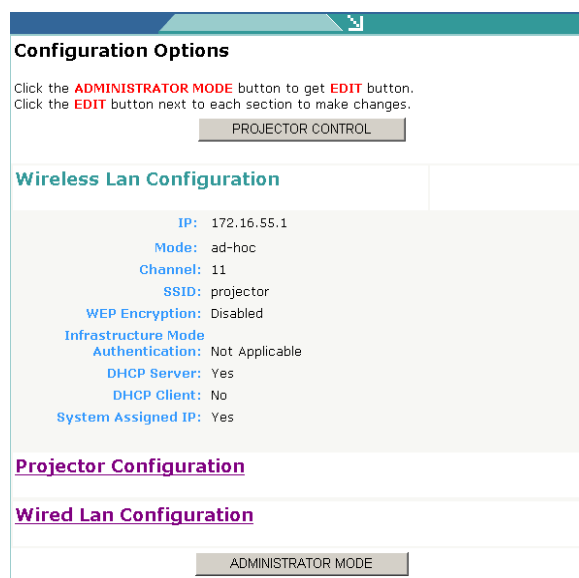 Configuration Options
Click the ADMINISTRATOR MODE button to get EDIT button.
Click the EDIT button next to each section to make changes.
PROJECTOR CONTROL
Wireless Lan Configuration
IP: 172.16.55.1
Mode: ad-hoc
Channel: 11
SSID: projector
WEP Encryption: Disabled
Infrastructure Mode
Authentication: Not Applicable
DHCP Server: Yes
DHCP Client: No
System Assigned IP: Yes
Projector Configuration
Wired Lan Configuration
ADMINISTRATOR MODE